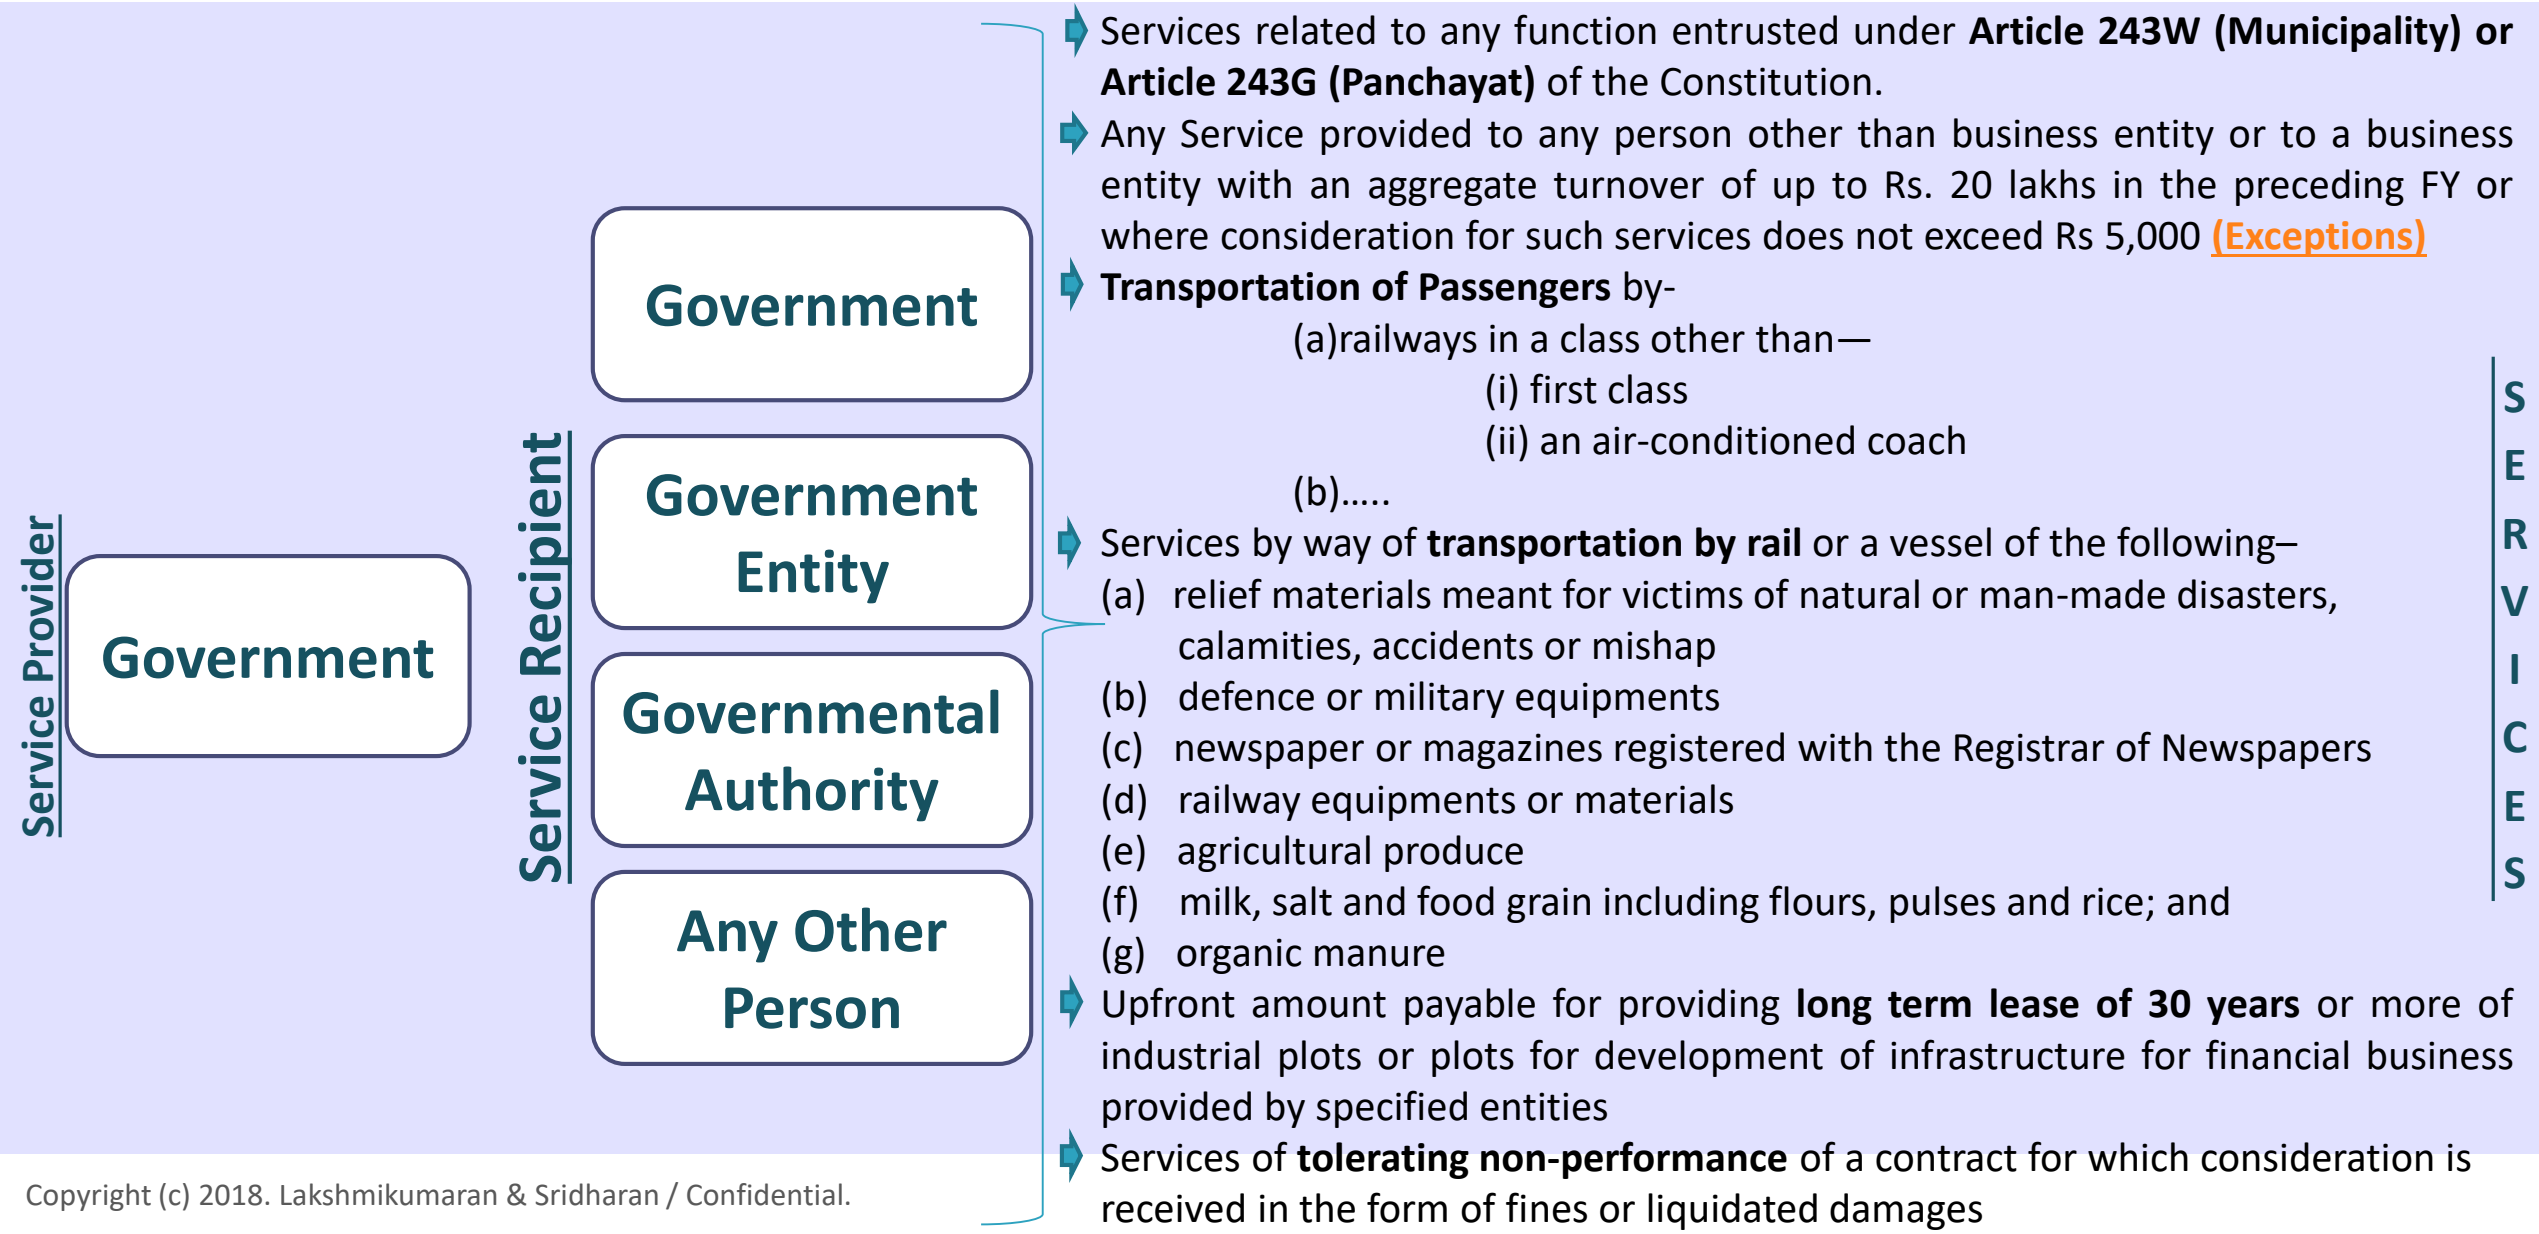 Service Provider
Government
Service Recipient
Government
Government
Entity
Governmental
Authority
Any Other
Person
Services related to any function entrusted under Article 243W (Municipality) or
Article 243G (Panchayat) of the Constitution.
Any Service provided to any person other than business entity or to a business
entity with an aggregate turnover of up to Rs. 20 lakhs in the preceding FY or
where consideration for such services does not exceed Rs 5,000 (Exceptions)
Transportation of Passengers by-
(a)railways in a class other than—
(i) first class
(ii) an air-conditioned coach
(b)…..
Services by way of transportation by rail or a vessel of the following–
(a) relief materials meant for victims of natural or man-made disasters,
calamities, accidents or mishap
(b) defence or military equipments
(c) newspaper or magazines registered with the Registrar of Newspapers
(d) railway equipments or materials
(e) agricultural produce
(f) milk, salt and food grain including flours, pulses and rice; and
(g) organic manure
Upfront amount payable for providing long term lease of 30 years or more of
industrial plots or plots for development of infrastructure for financial business
provided by specified entities
Services of tolerating non-performance of a contract for which consideration is
received in the form of fines or liquidated damages
S
E
R
V
I
C
E
S
Copyright (c) 2018. Lakshmikumaran & Sridharan / Confidential.